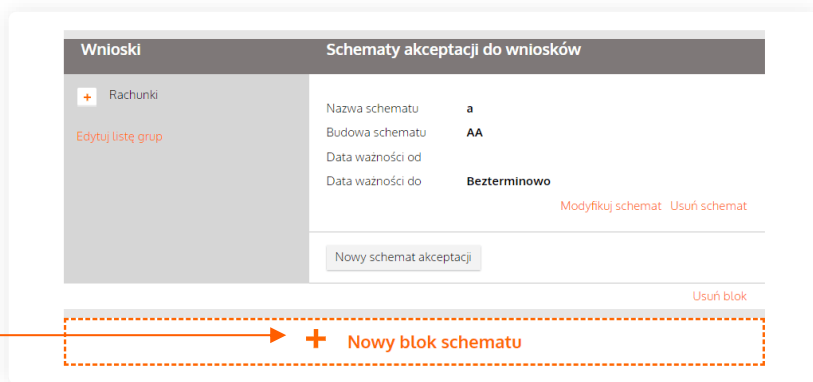 Wnioski
Schematy akceptacji do wniosków
+ Rachunki
Edytuj listę grup
Nazwa schematu a
Budowa schematu AA
Data ważności od
Data ważności do Bezterminowo
Modyfikuj schemat Usuń schemat
Nowy schemat akceptacji
Usuń blok
+ Nowy blok schematu